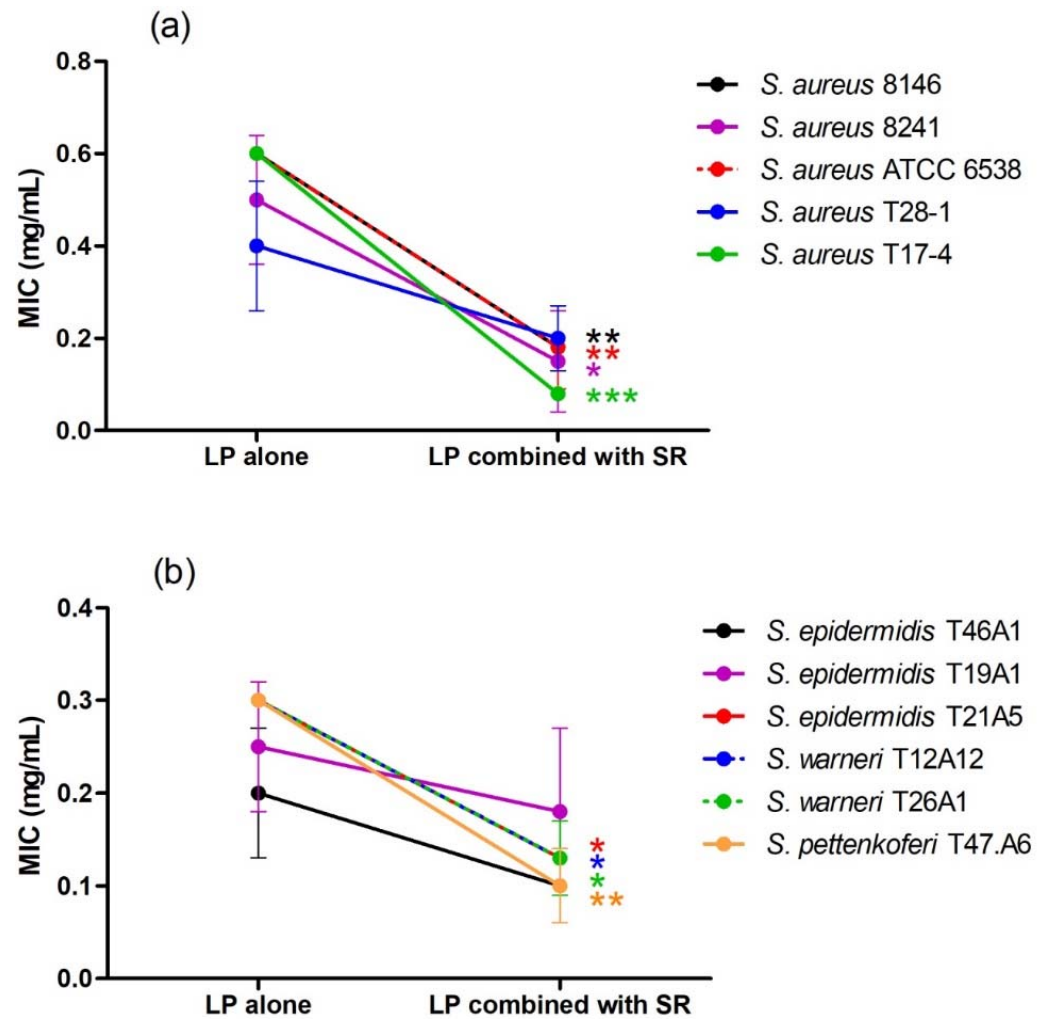 (a)
MIC (mg/mL)
0.8
0.6
0.4
0.2
0.0
LP alone
LP combined with SR
**
**
*
***
S. aureus 8146
S. aureus 8241
S. aureus ATCC 6538
S. aureus T28-1
S. aureus T17-4
(b)
MIC (mg/mL)
0.4
0.3
0.2
0.1
0.0
LP alone
LP combined with SR
*
*
*
**
S. epidermidis T46A1
S. epidermidis T19A1
S. epidermidis T21A5
S. warneri T12A12
S. warneri T26A1
S. pettenkoferi T47.A6